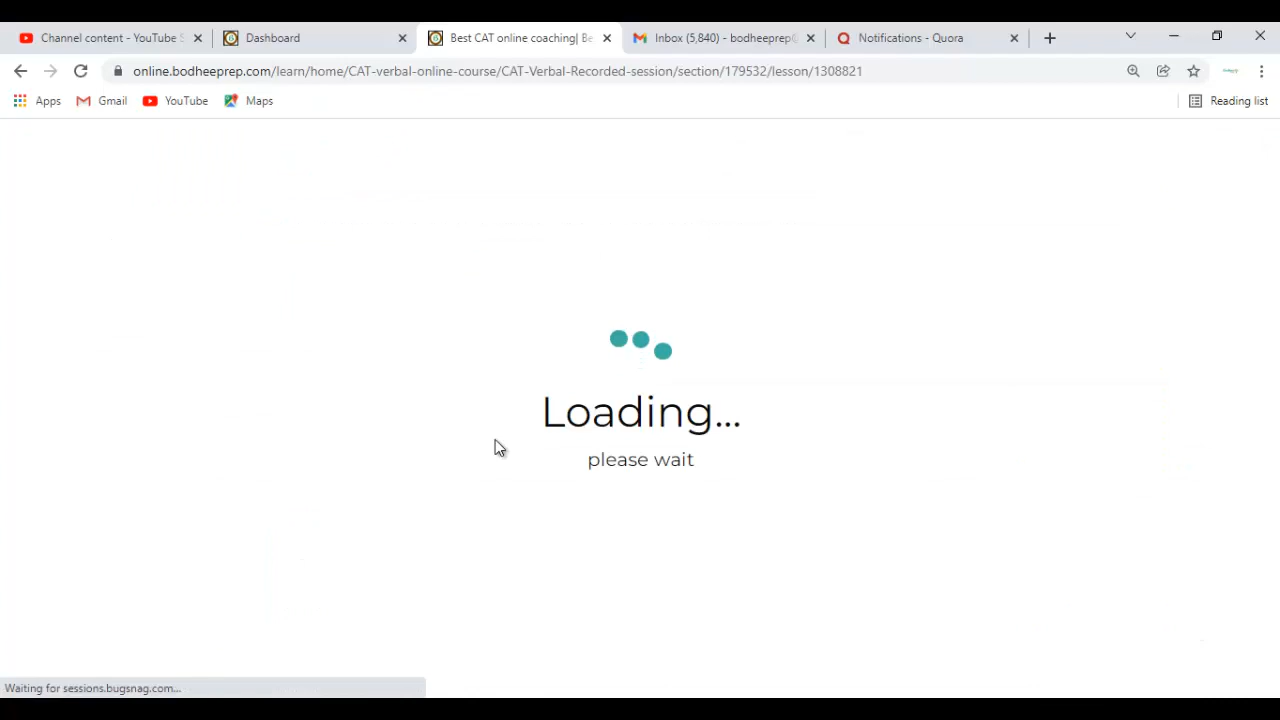 Channel content - YouTube S
Dashboard
Best CAT online coaching| Be
Inbox (5,840) - bodheeprep@
Notifications - Quora
online.bodheeprep.com/learn/home/CAT-verbal-online-course/CAT-Verbal-Recorded-session/section/179532/lesson/1308821
Apps
Gmail
YouTube
Maps
Reading list
Loading...
please wait
Waiting for sessions.bugsnag.com...